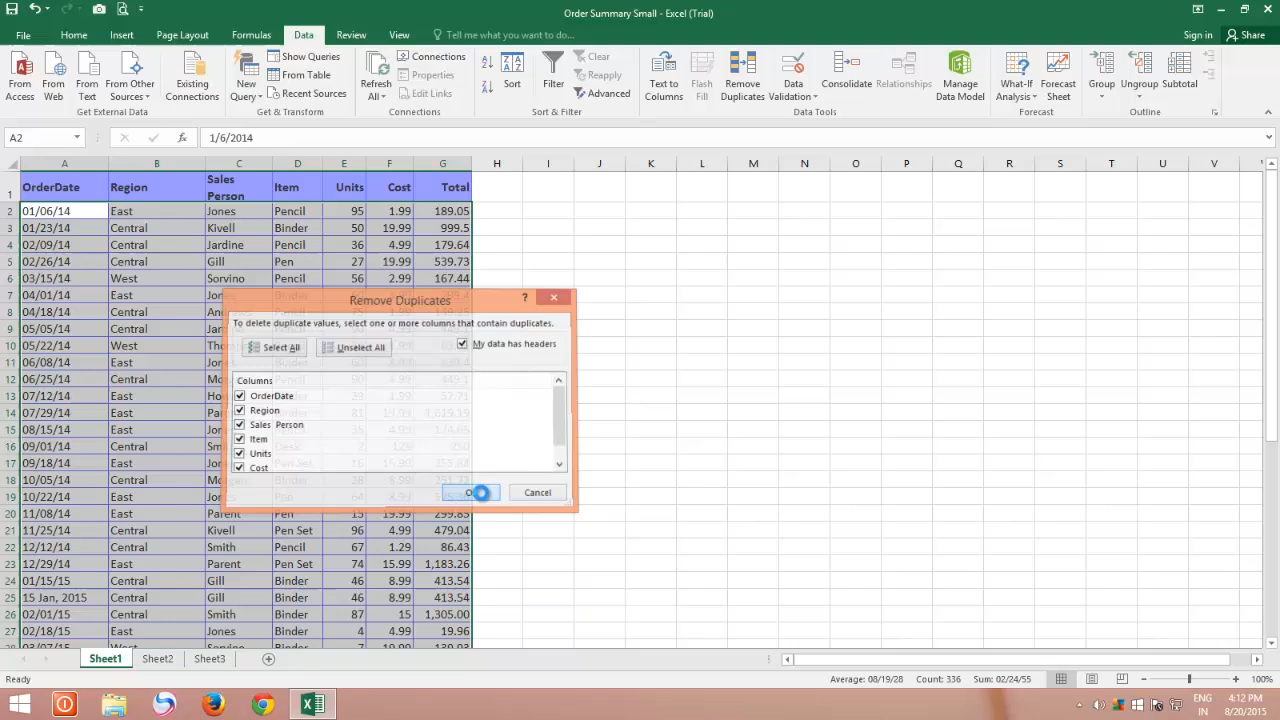 Order Summary Small - Excel (Trial)
File Home Insert Page Layout Formulas Data Review View Tell me what you want to do... Sign in Share
From Access
From Web
From Text
From Other Sources
Existing Connections
New Query
Show Queries
From Table
Recent Sources
Refresh All
Connections
Properties
Edit Links
Sort
Filter
Clear
Reapply
Advanced
Text to Columns
Flash Fill
Remove Duplicates
Data Validation
Consolidate
Relationships
Manage Data Model
What-If Analysis
Forecast Sheet
Group
Ungroup
Subtotal
Get External Data Get & Transform Connections Sort & Filter Data Tools Forecast Outline
A2 fx 1/6/2014
A B C D E F G H I J K L M N O P Q R S T U V
1 OrderDate Region Sales Person Item Units Cost Total
2 01/06/14 East Jones Pencil 95 1.99 189.05
3 01/23/14 Central Kivell Binder 50 19.99 999.5
4 02/09/14 Central Jardine Pencil 36 4.99 179.64
5 02/26/14 Central Gill Pen 27 19.99 539.73
6 03/15/14 West Sorvino Pencil 56 2.99 167.44
7 04/01/14 East
8 04/18/14 Central
9 05/05/14 Central
10 05/22/14 West
11 06/08/14 East
12 06/25/14 Central
13 07/12/14 East
14 07/29/14 East
15 08/15/14 East
16 09/01/14 Central
17 09/18/14 East
18 10/05/14 Central
19 10/22/14 East
Remove Duplicates ?
To delete duplicate values, select one or more columns that contain duplicates.
Select All Unselect All My data has headers
Columns
OrderDate
Region
Sales Person
Item
Units
Cost
Cancel
20 11/08/14 East Parent Pen 15 19.99 299.85
21 11/25/14 Central Kivell Pen Set 96 4.99 479.04
22 12/12/14 Central Smith Pencil 67 1.29 86.43
23 12/29/14 East Parent Pen Set 74 15.99 1,183.26
24 01/15/15 Central Gill Binder 46 8.99 413.54
25 15 Jan, 2015 Central Gill Binder 46 8.99 413.54
26 02/01/15 Central Smith Binder 87 15 1,305.00
27 02/18/15 East Jones Binder 4 4.99 19.96
28 03/07/15 West Sorvino Binder 7 19.99 139.93
Sheet1 Sheet2 Sheet3
Ready Average: 08/19/28 Count: 336 Sum: 02/24/55 100%
ENG 4:12 PM
IN 8/20/2015